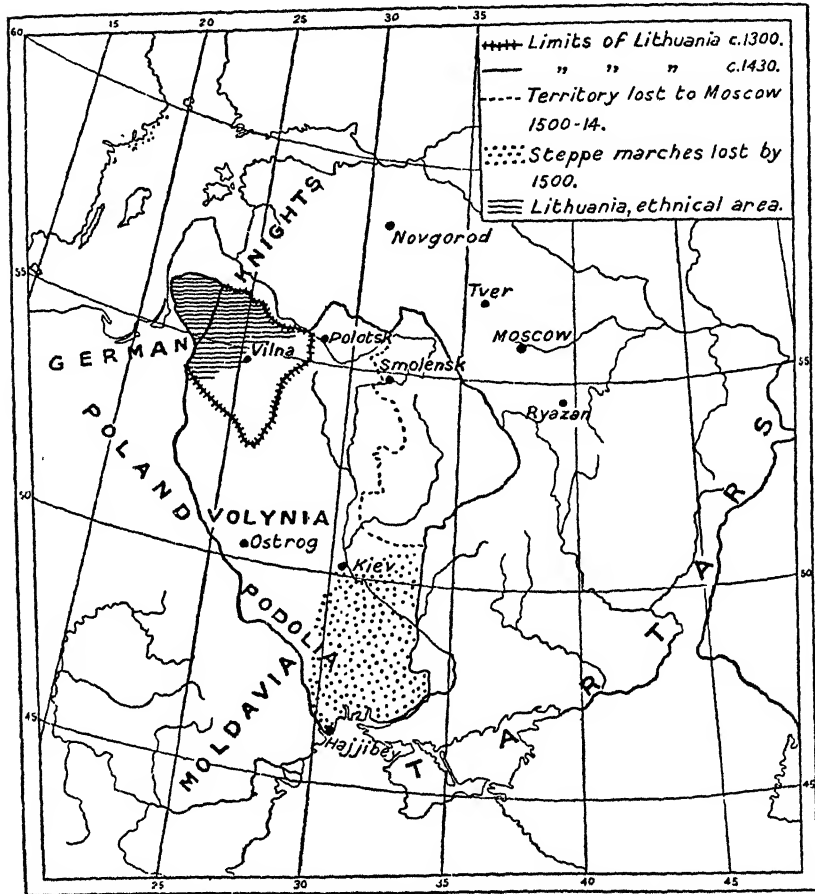 15 20 25 30 35
60
Limits of Lithuania c.1300.
" " " c.1430.
Territory lost to Moscow
1500-14.
Steppe marches lost by
1500.
Lithuania, ethnical area.
KNIGHTS
Novgorod
55
Tver
Moscow
Polotsk
GERMAN
Vilna
Smolensk
55
Ryazan
POLAND
50
VOLYNIA
Ostrog
Kiev
50
PODOLIA
MOLDAVIA
TARTARS
45
Hajjibey
45
25 30 35 40 45